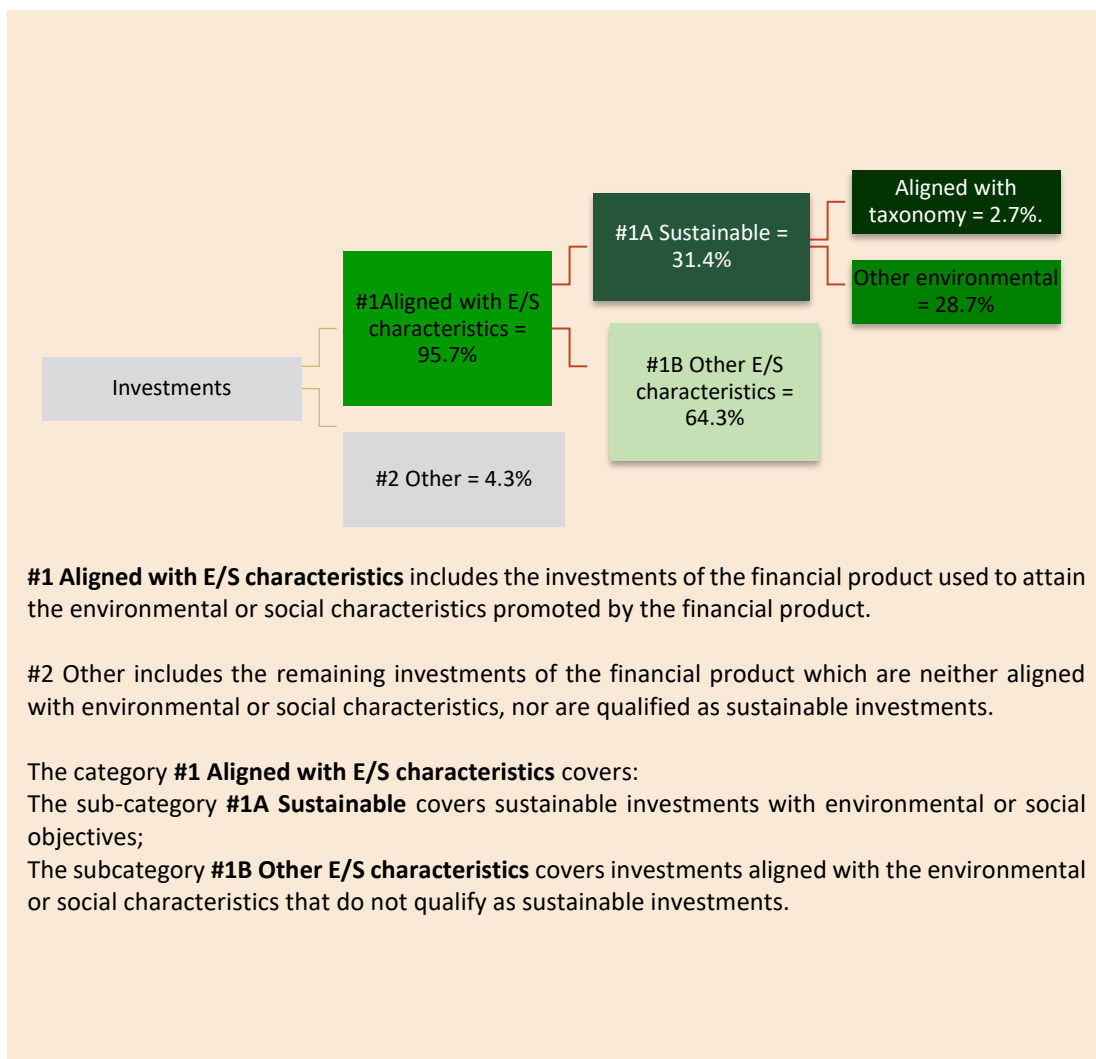 Aligned with
taxonomy = 2.7%.
#1A Sustainable =
31.4%
Other environmental
= 28.7%
#1Aligned with E/S
characteristics =
95.7%
#1B Other E/S
characteristics =
64.3%
Investments
#2 Other = 4.3%
#1 Aligned with E/S characteristics includes the investments of the financial product used to attain
the environmental or social characteristics promoted by the financial product.
#2 Other includes the remaining investments of the financial product which are neither aligned
with environmental or social characteristics, nor are qualified as sustainable investments.
The category #1 Aligned with E/S characteristics covers:
The sub-category #1A Sustainable covers sustainable investments with environmental or social
objectives;
The subcategory #1B Other E/S characteristics covers investments aligned with the environmental
or social characteristics that do not qualify as sustainable investments.